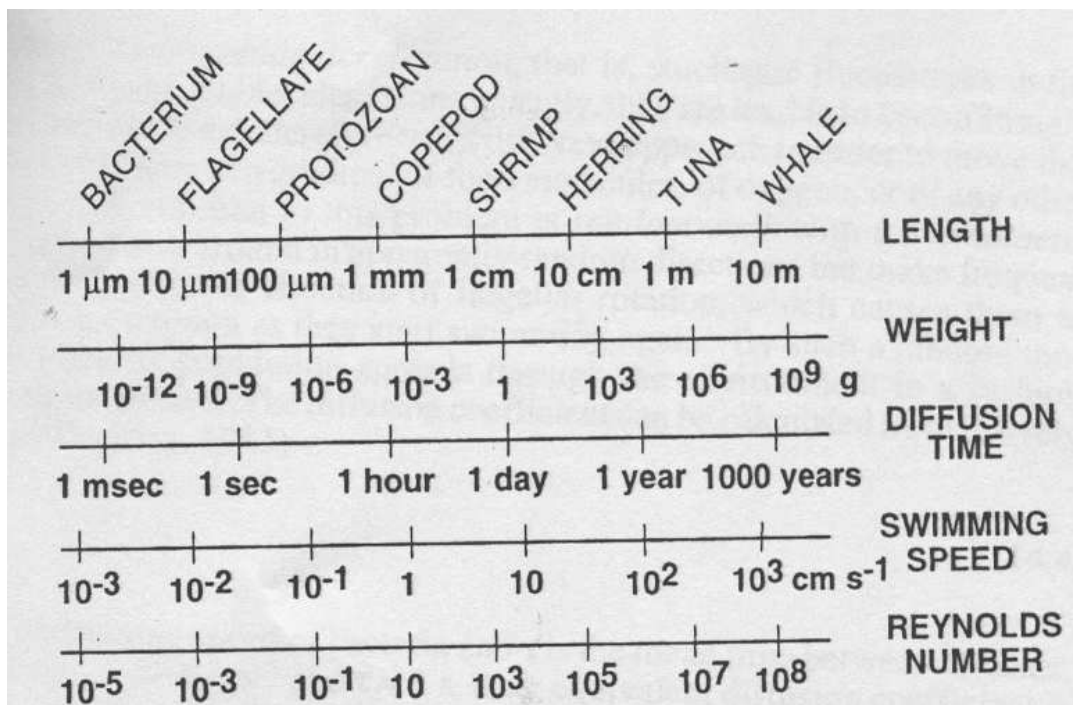 BACTERIUM
FLAGELLATE
PROTOZOAN
COPEPOD
SHRIMP
HERRING
TUNA
WHALE
LENGTH
1 μm 10 μm100 μm 1 mm 1 cm 10 cm 1 m 10 m
WEIGHT
10⁻¹² 10⁻⁹ 10⁻⁶ 10⁻³ 1 10³ 10⁶ 10⁹ g
DIFFUSION
TIME
1 msec 1 sec 1 hour 1 day 1 year 1000 years
SWIMMING
SPEED
10⁻³ 10⁻² 10⁻¹ 1 10 10² 10³ cm s⁻¹
REYNOLDS
NUMBER
10⁻⁵ 10⁻³ 10⁻¹ 10 10³ 10⁵ 10⁷ 10⁸